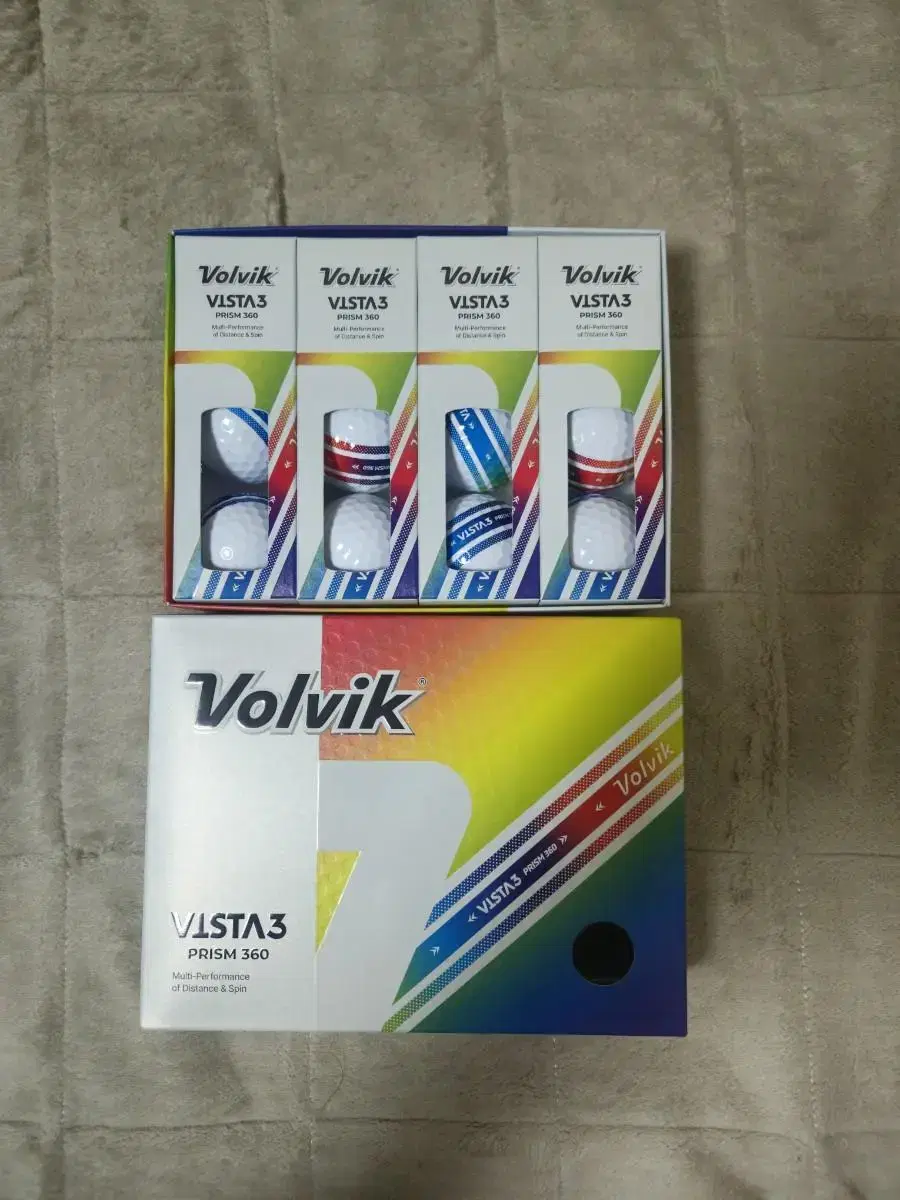 Volvik
VISTA3
PRISM 360
Multi-Performance
of Distance & Spin
Volvik
VISTA3
PRISM 360
Multi-Performance
of Distance & Spin
Volvik
VISTA3
PRISM 360
Multi-Performance
of Distance & Spin
Volvik
VISTA3
PRISM 360
Multi-Performance
of Distance & Spin
VISTA3
Volvik®
Volvik
VISTA3 PRISM 360
VISTA3
PRISM 360
Multi-Performance
of Distance & Spin